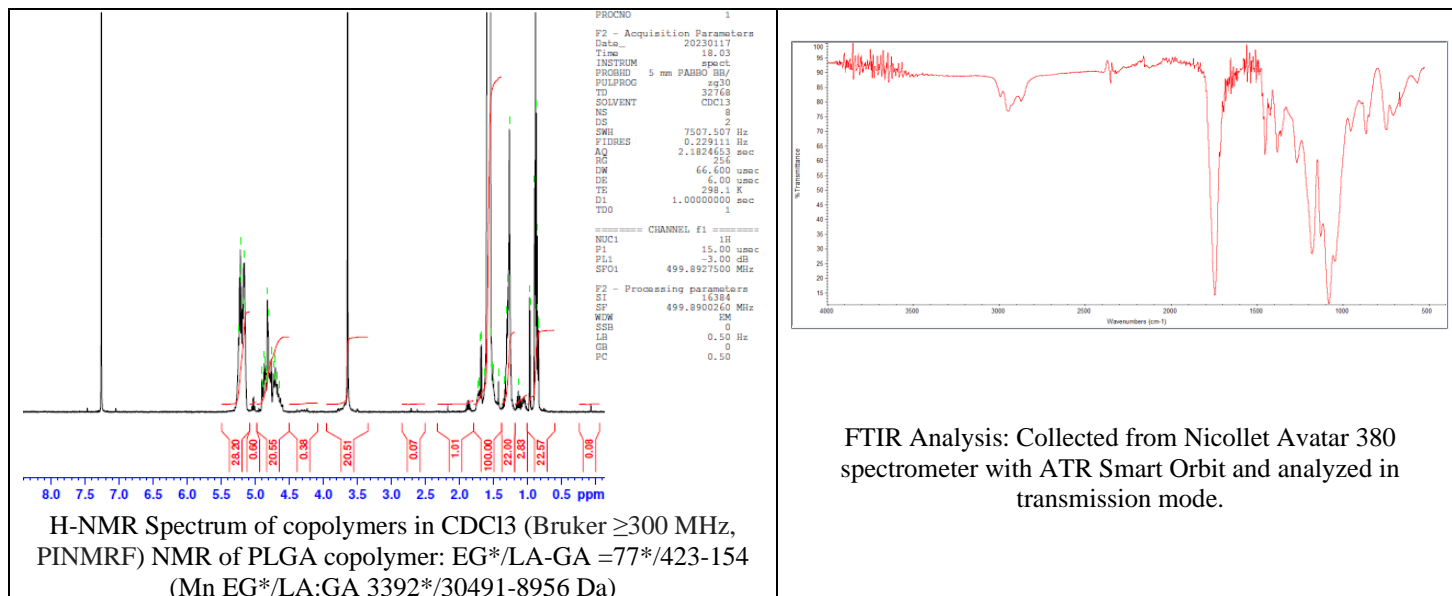 PROCNO 1
F2 - Acquisition Parameters
Date_ 20230117
Time 18.03
INSTRUM spect
PROBHD 5 mm PABBO BB/
PULPROG zg30
TD 32768
SOLVENT CDCl3
NS 8
DS 2
SWH 7507.507 Hz
FIDRES 0.229111 Hz
AQ 2.1824653 sec
RG 256
DW 66.600 usec
DE 6.00 usec
TE 298.1 K
D1 1.00000000 sec
TD0 1
======== CHANNEL f1 ========
NUC1 1H
P1 15.00 usec
PL1 -3.00 dB
SFO1 499.8927500 MHz
F2 - Processing parameters
SI 16384
SF 499.8900260 MHz
WDW EM
SSB 0
LB 0.50 Hz
GB 0
PC 0.50
28.20 0.60 20.55 0.38 20.51 0.07 1.01 100.00 22.00 2.83 22.57 0.08
8.0 7.5 7.0 6.5 6.0 5.5 5.0 4.5 4.0 3.5 3.0 2.5 2.0 1.5 1.0 0.5 ppm
H-NMR Spectrum of copolymers in CDCl3 (Bruker ≥300 MHz,
PINMRF) NMR of PLGA copolymer: EG*/LA-GA =77*/423-154
(Mn EG*/LA:GA 3392*/30491-8956 Da)
100
95
90
85
80
75
70
65
60
55
50
45
40
35
30
25
20
15
%Transmittance
4000 3500 3000 2500 2000 1500 1000 500
Wavenumbers (cm-1)
FTIR Analysis: Collected from Nicollet Avatar 380
spectrometer with ATR Smart Orbit and analyzed in
transmission mode.